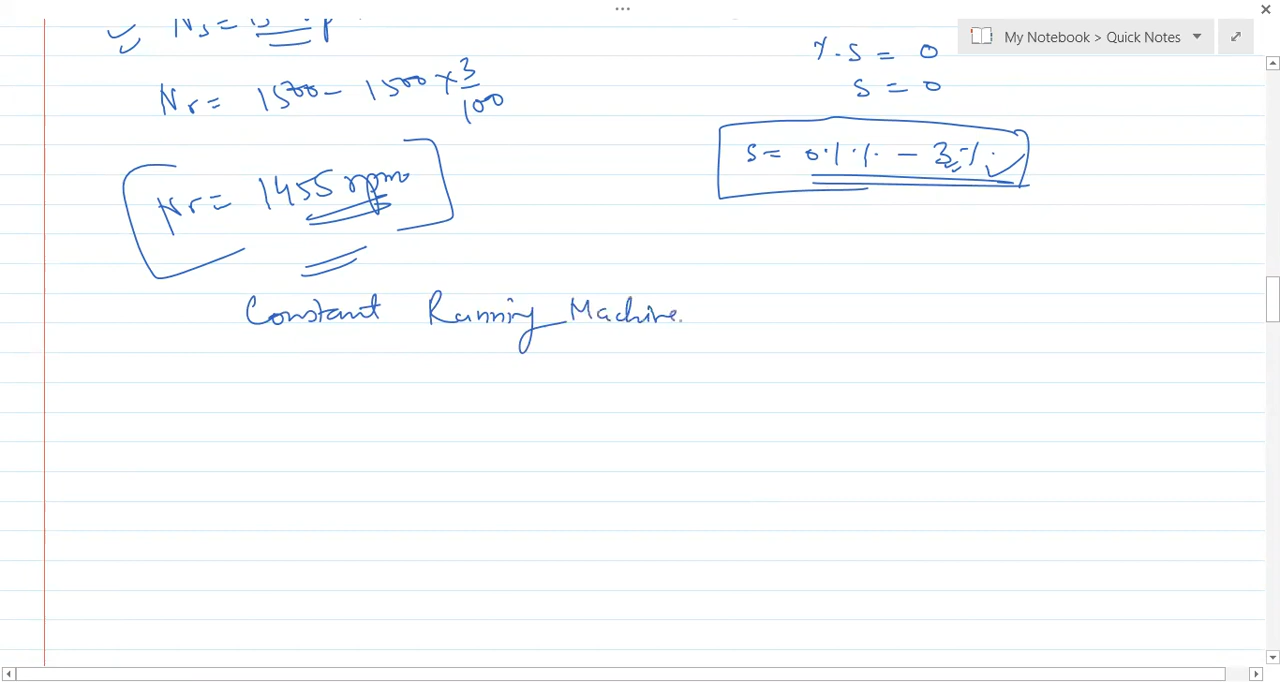 My Notebook > Quick Notes
Ns =
Nr = 1500 - 1500 × 3/100
Nr = 1455 rpm
%.S = 0
S = 0
S = 0.1% - 3%.
Constant Running Machine.